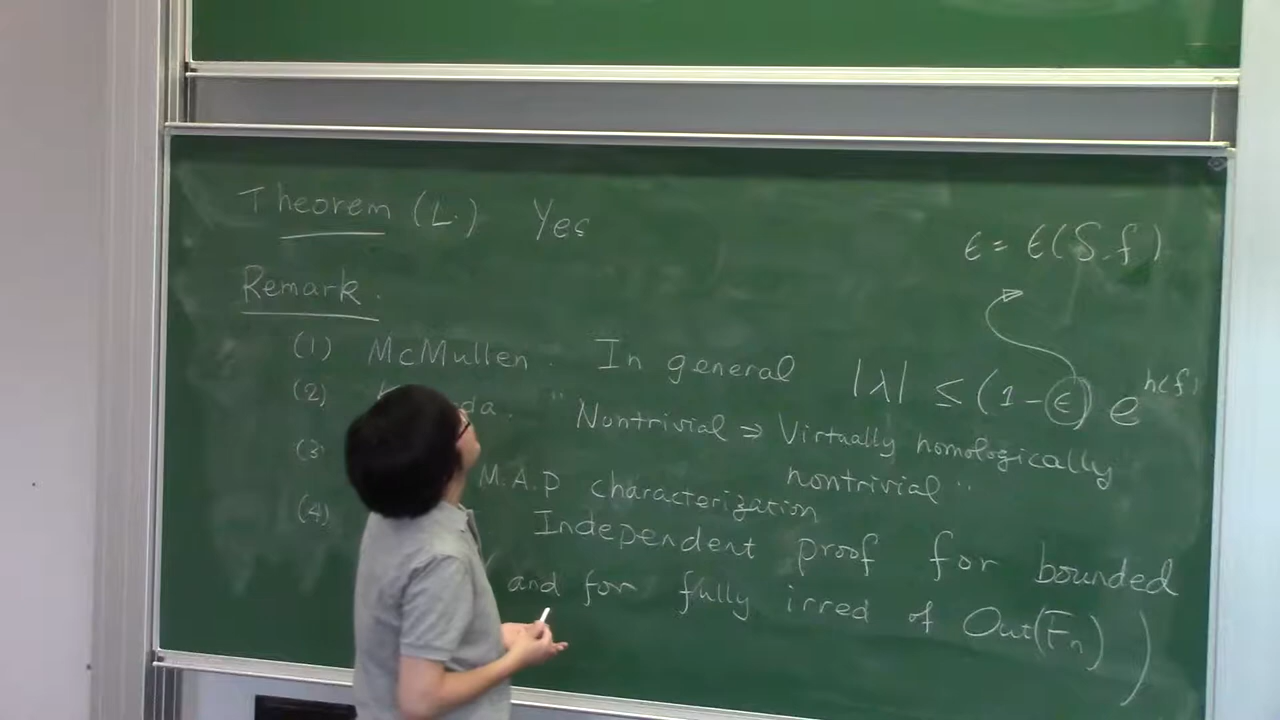 Theorem (L.) Yes
ϵ = ϵ(S, f)
Remark.
(1) McMullen. In general |λ| ≤ (1 - ϵ) e^{h(f)}
(2) "Nontrivial ⇒ Virtually homologically
nontrivial"
(3) M.A.P characterization
(4) Independent proof for bounded
and for fully irred of Out(Fn) )